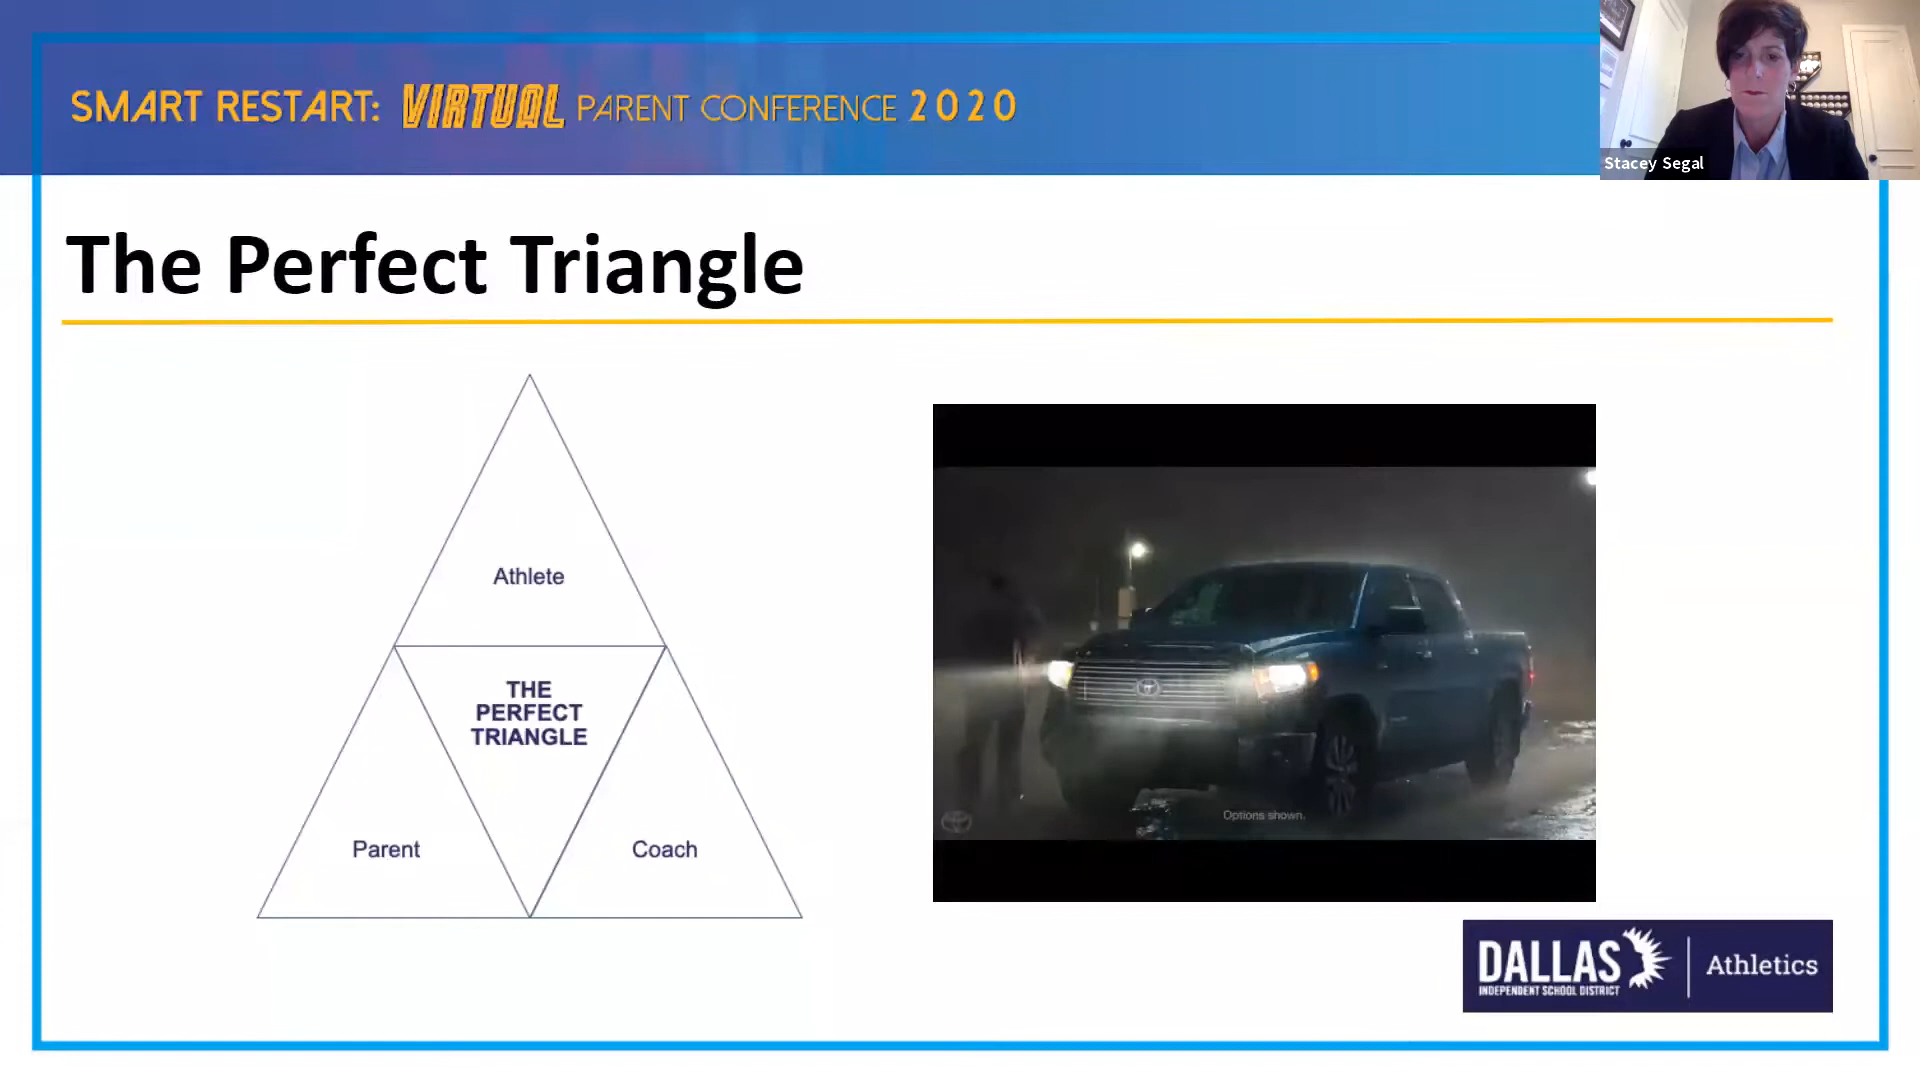 SMART RESTART: VIRTUAL PARENT CONFERENCE 2020
Stacey Segal
The Perfect Triangle
Athlete
THE
PERFECT
TRIANGLE
Parent
Coach
Options shown.
DALLAS
INDEPENDENT SCHOOL DISTRICT
Athletics